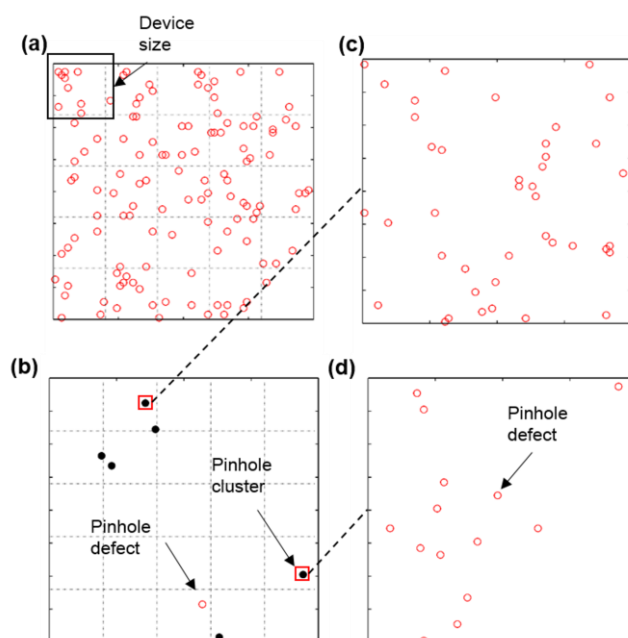 (a)
Device
size
(c)
(b)
Pinhole
cluster
Pinhole
defect
(d)
Pinhole
defect